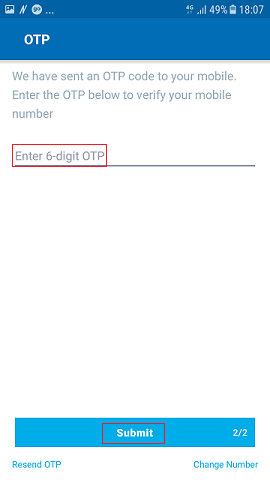 ... 4G 49% 18:07
OTP
We have sent an OTP code to your mobile.
Enter the OTP below to verify your mobile
number
Enter 6-digit OTP
Submit 2/2
Resend OTP Change Number